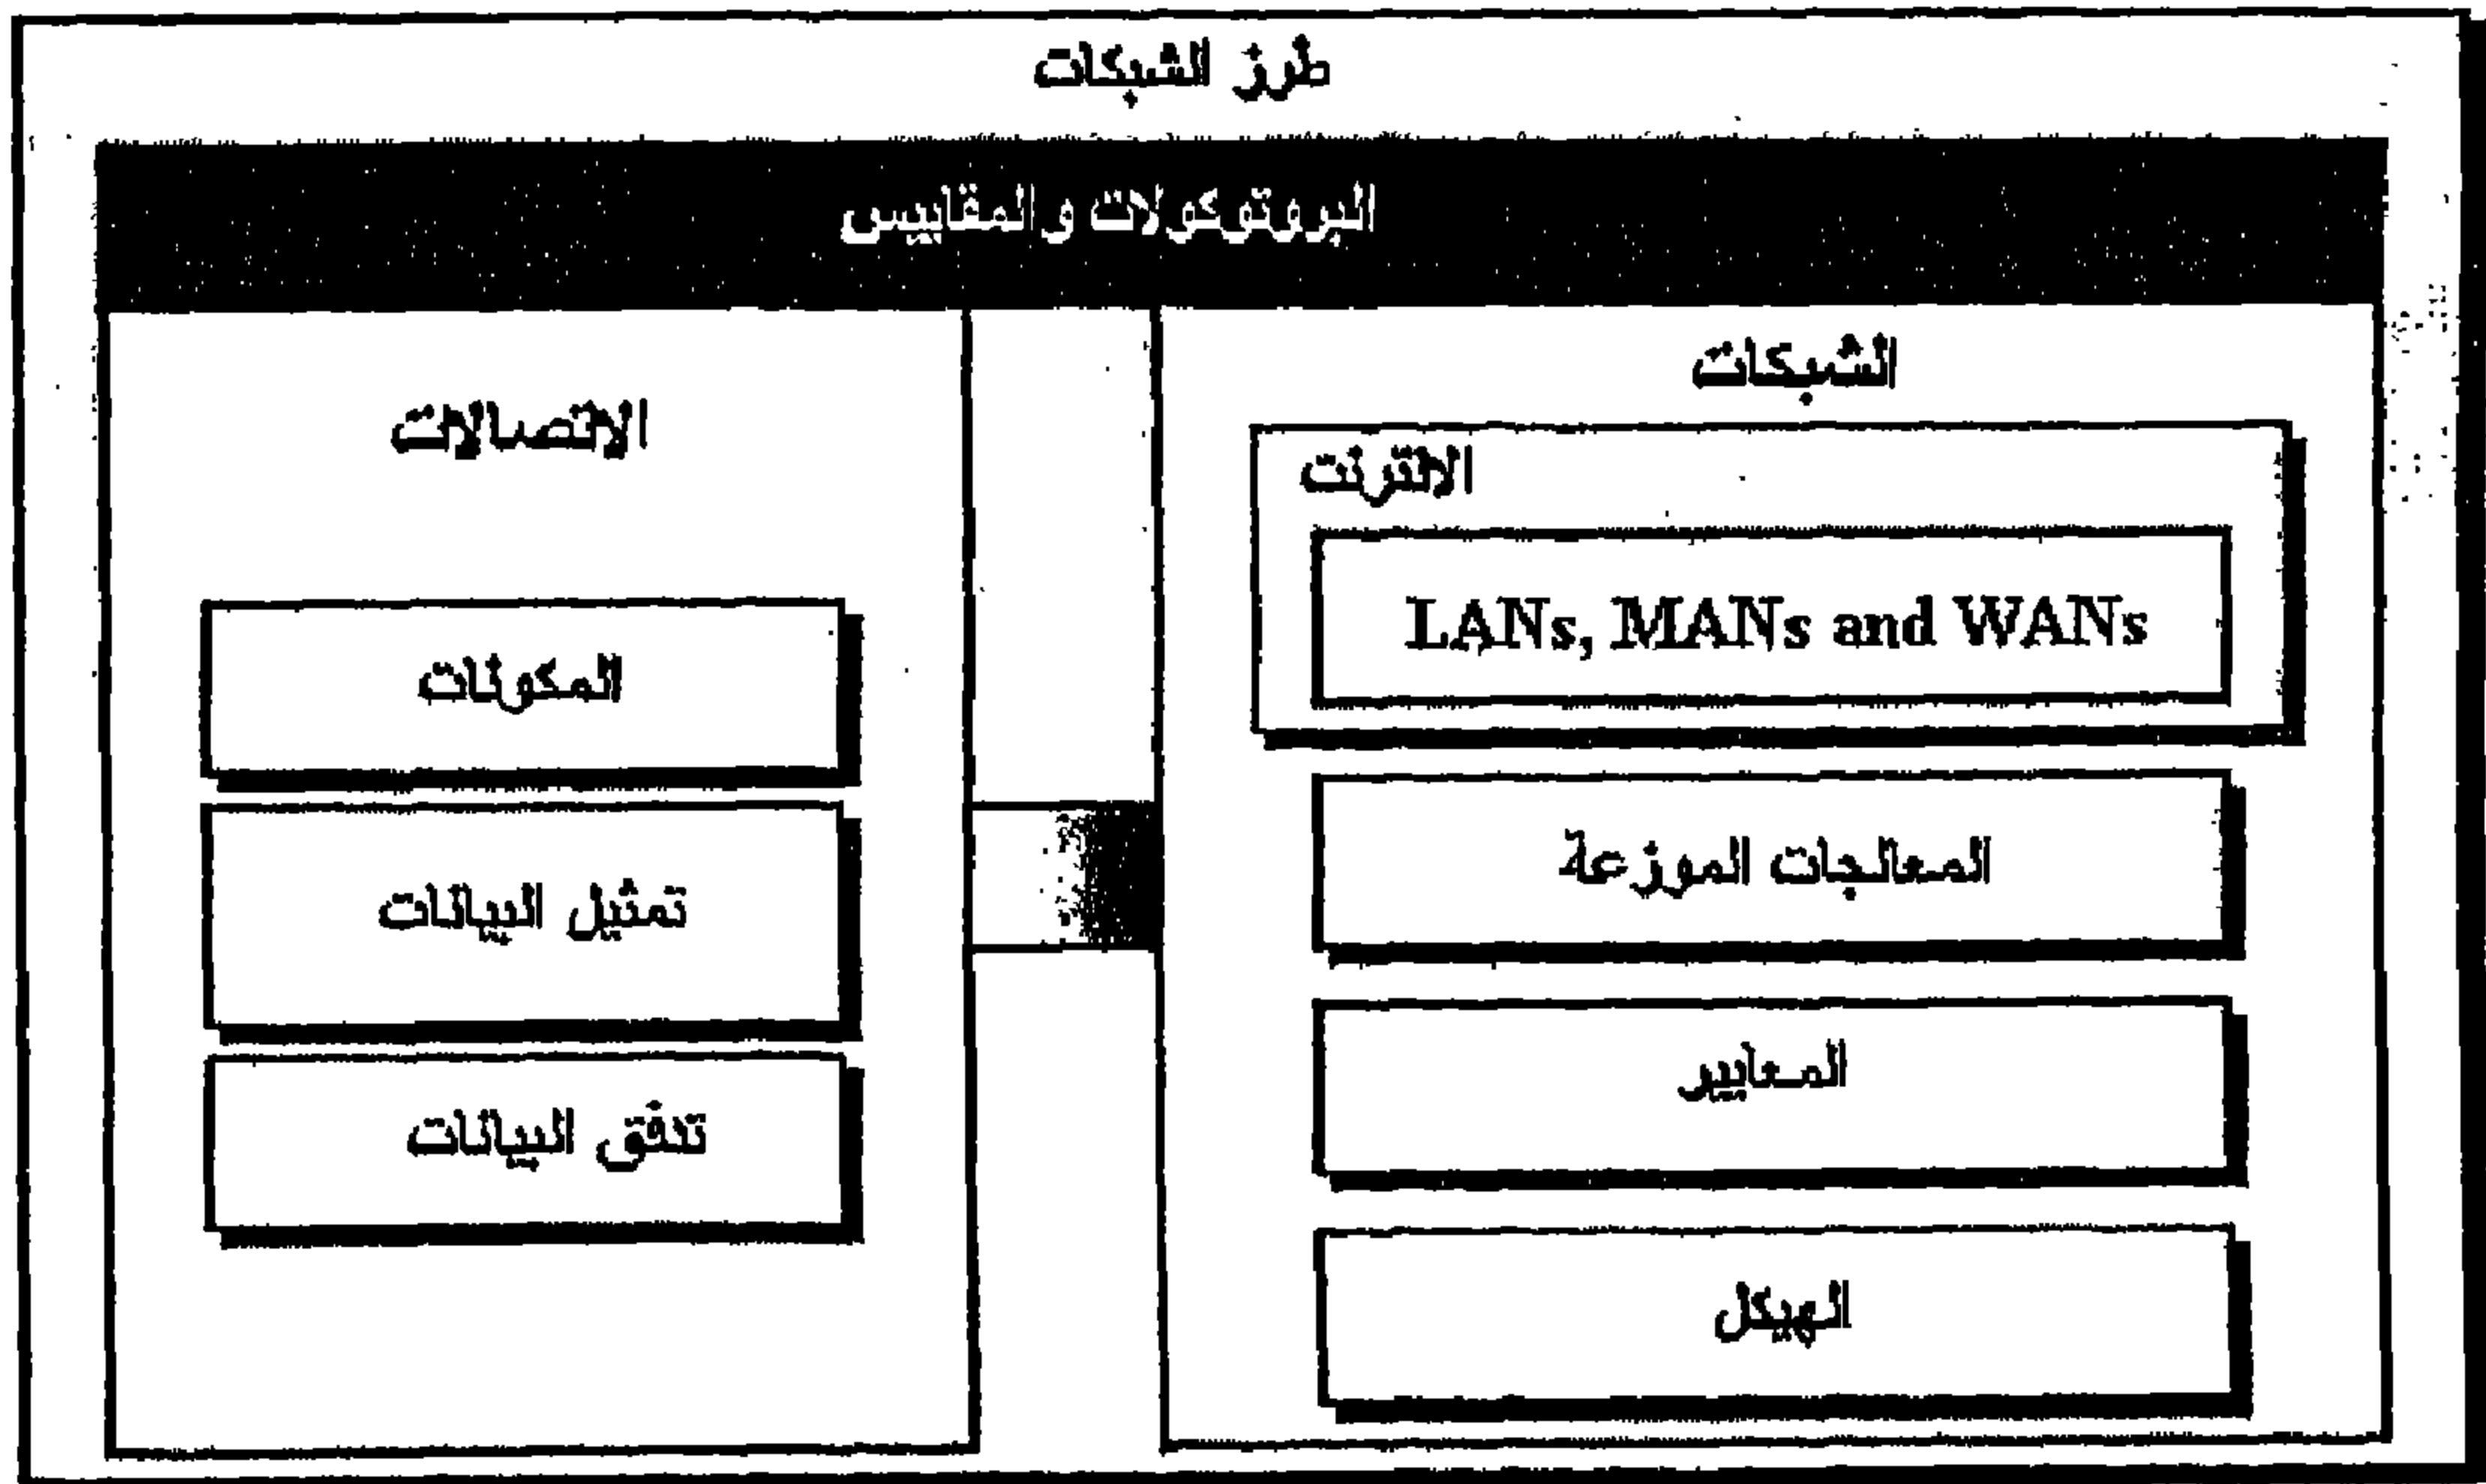 طرز الشبكات
البروتوكولات والمقاييس
الشبكات
الانترنت
LANs, MANs and WANs
المعالجات الموزعة
المعايير
الهيكل
الاتصالات
المكونات
تمثيل البيانات
تدفق البيانات